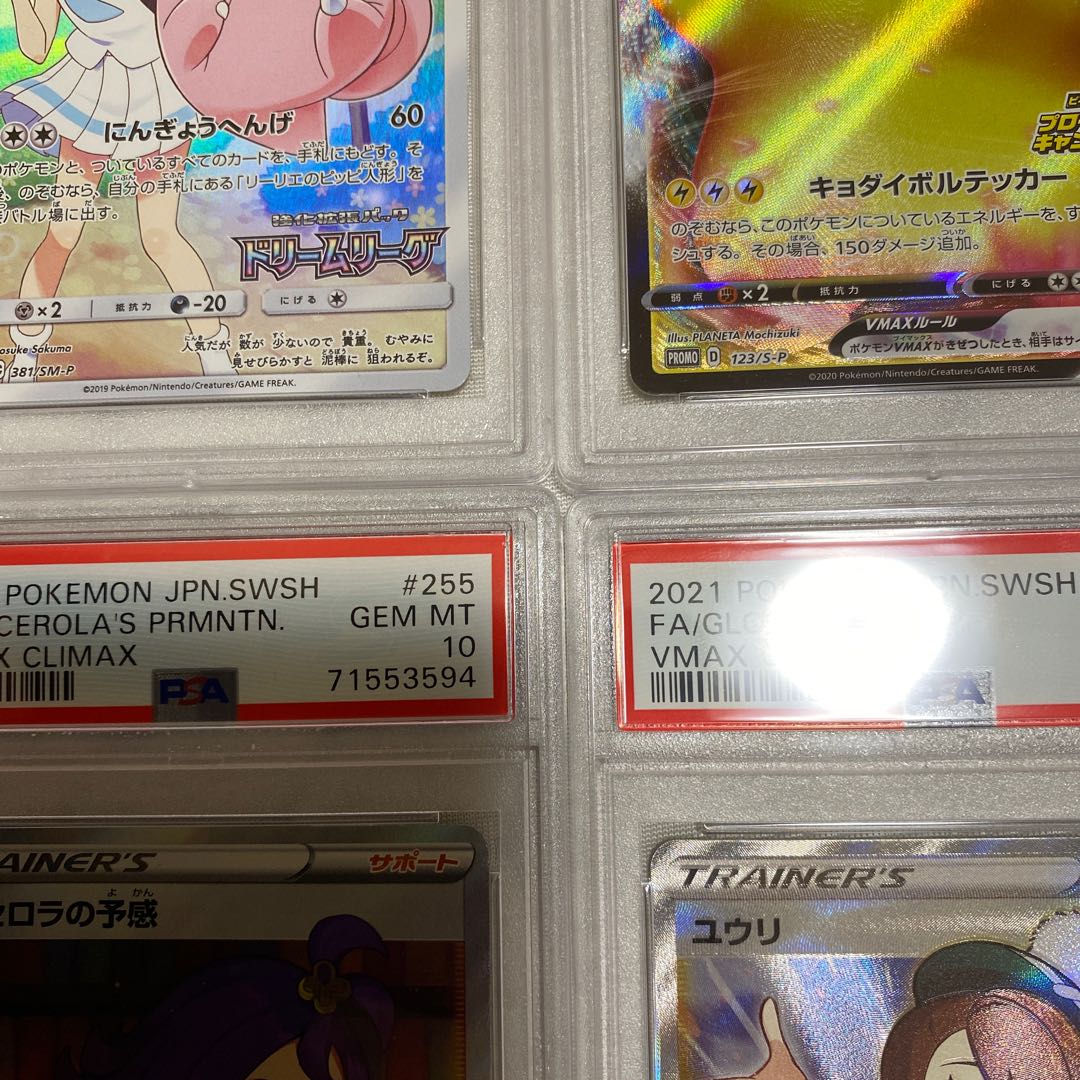 にんぎょうへんげ 60
のポケモンと、ついているすべてのカードを、手札にもどす。そ
、のぞむなら、自分の手札にある「リーリエのピッピ人形」を
バトル場に出す。
強化拡張パック
ドリームリーグ
×2 抵抗力 -20 にげる
osuke Sakuma
381/SM-P
人気だが 数が 少ないので 貴重。 むやみに
見せびらかすと 泥棒に 狙われるぞ。
©2019 Pokémon/Nintendo/Creatures/GAME FREAK.
キョダイボルテッカー
のぞむなら、このポケモンについているエネルギーを、す
シュする。その場合、150ダメージ追加。
弱点 ×2 抵抗力 にげる
Illus. PLANETA Mochizuki
PROMO D 123/S-P
VMAXルール
ポケモンVMAXがきぜつしたとき、相手はサイ
©2020 Pokémon/Nintendo/Creatures/GAME FREAK.
POKEMON JPN.SWSH #255
CEROLA'S PRMNTN. GEM MT
X CLIMAX 10
PSA 71553594
2021 PO N.SWSH
FA/GL
VMAX
PSA
TRAINER'S サポート
セロラの予感
TRAINER'S
ユウリ